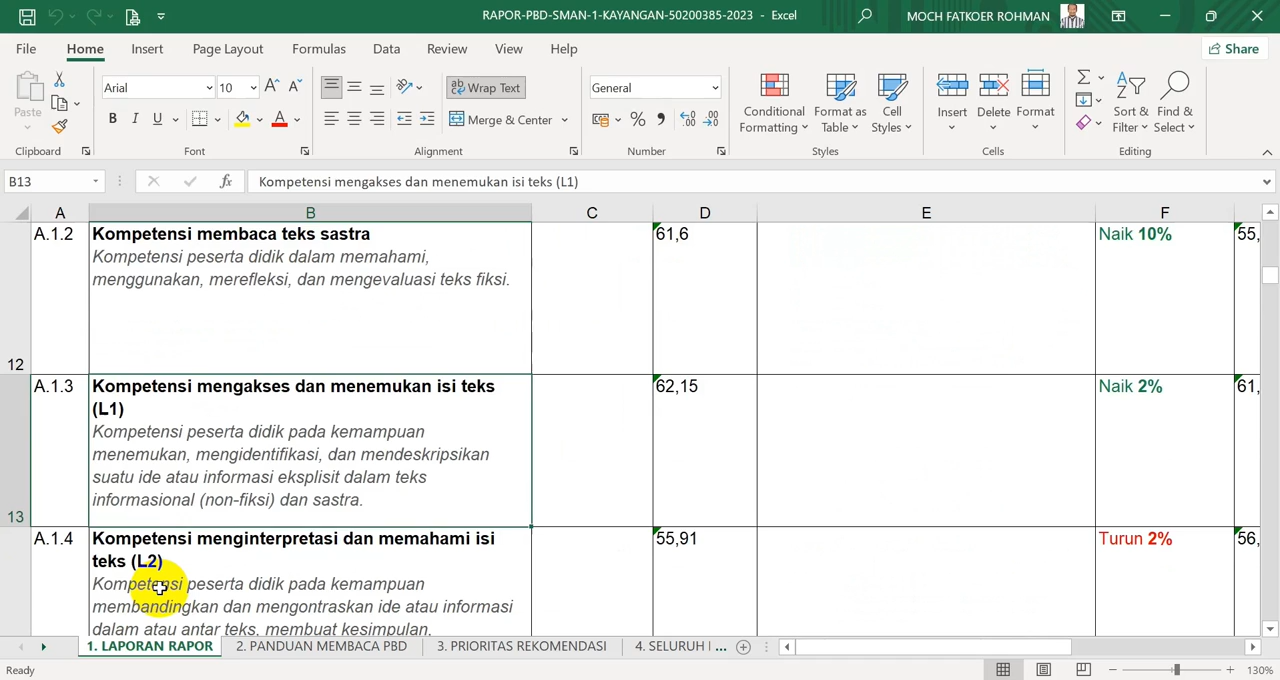 RAPOR-PBD-SMAN-1-KAYANGAN-50200385-2023 - Excel
MOCH FATKOER ROHMAN
File Home Insert Page Layout Formulas Data Review View Help
Share
Paste
Arial
10
B I U
Wrap Text
Merge & Center
General
Conditional Formatting
Format as Table
Cell Styles
Insert
Delete
Format
Sort & Filter
Find & Select
Clipboard
Font
Alignment
Number
Styles
Cells
Editing
B13
fx
Kompetensi mengakses dan menemukan isi teks (L1)
A B C D E F
12
A.1.2
Kompetensi membaca teks sastra
Kompetensi peserta didik dalam memahami,
menggunakan, merefleksi, dan mengevaluasi teks fiksi.
61,6
Naik 10%
55,
13
A.1.3
Kompetensi mengakses dan menemukan isi teks
(L1)
Kompetensi peserta didik pada kemampuan
menemukan, mengidentifikasi, dan mendeskripsikan
suatu ide atau informasi eksplisit dalam teks
informasional (non-fiksi) dan sastra.
62,15
Naik 2%
61,
A.1.4
Kompetensi menginterpretasi dan memahami isi
teks (L2)
Kompetensi peserta didik pada kemampuan
membandingkan dan mengontraskan ide atau informasi
dalam atau antar teks, membuat kesimpulan,
55,91
Turun 2%
56,
1. LAPORAN RAPOR
2. PANDUAN MEMBACA PBD
3. PRIORITAS REKOMENDASI
4. SELURUH ...
Ready
130%